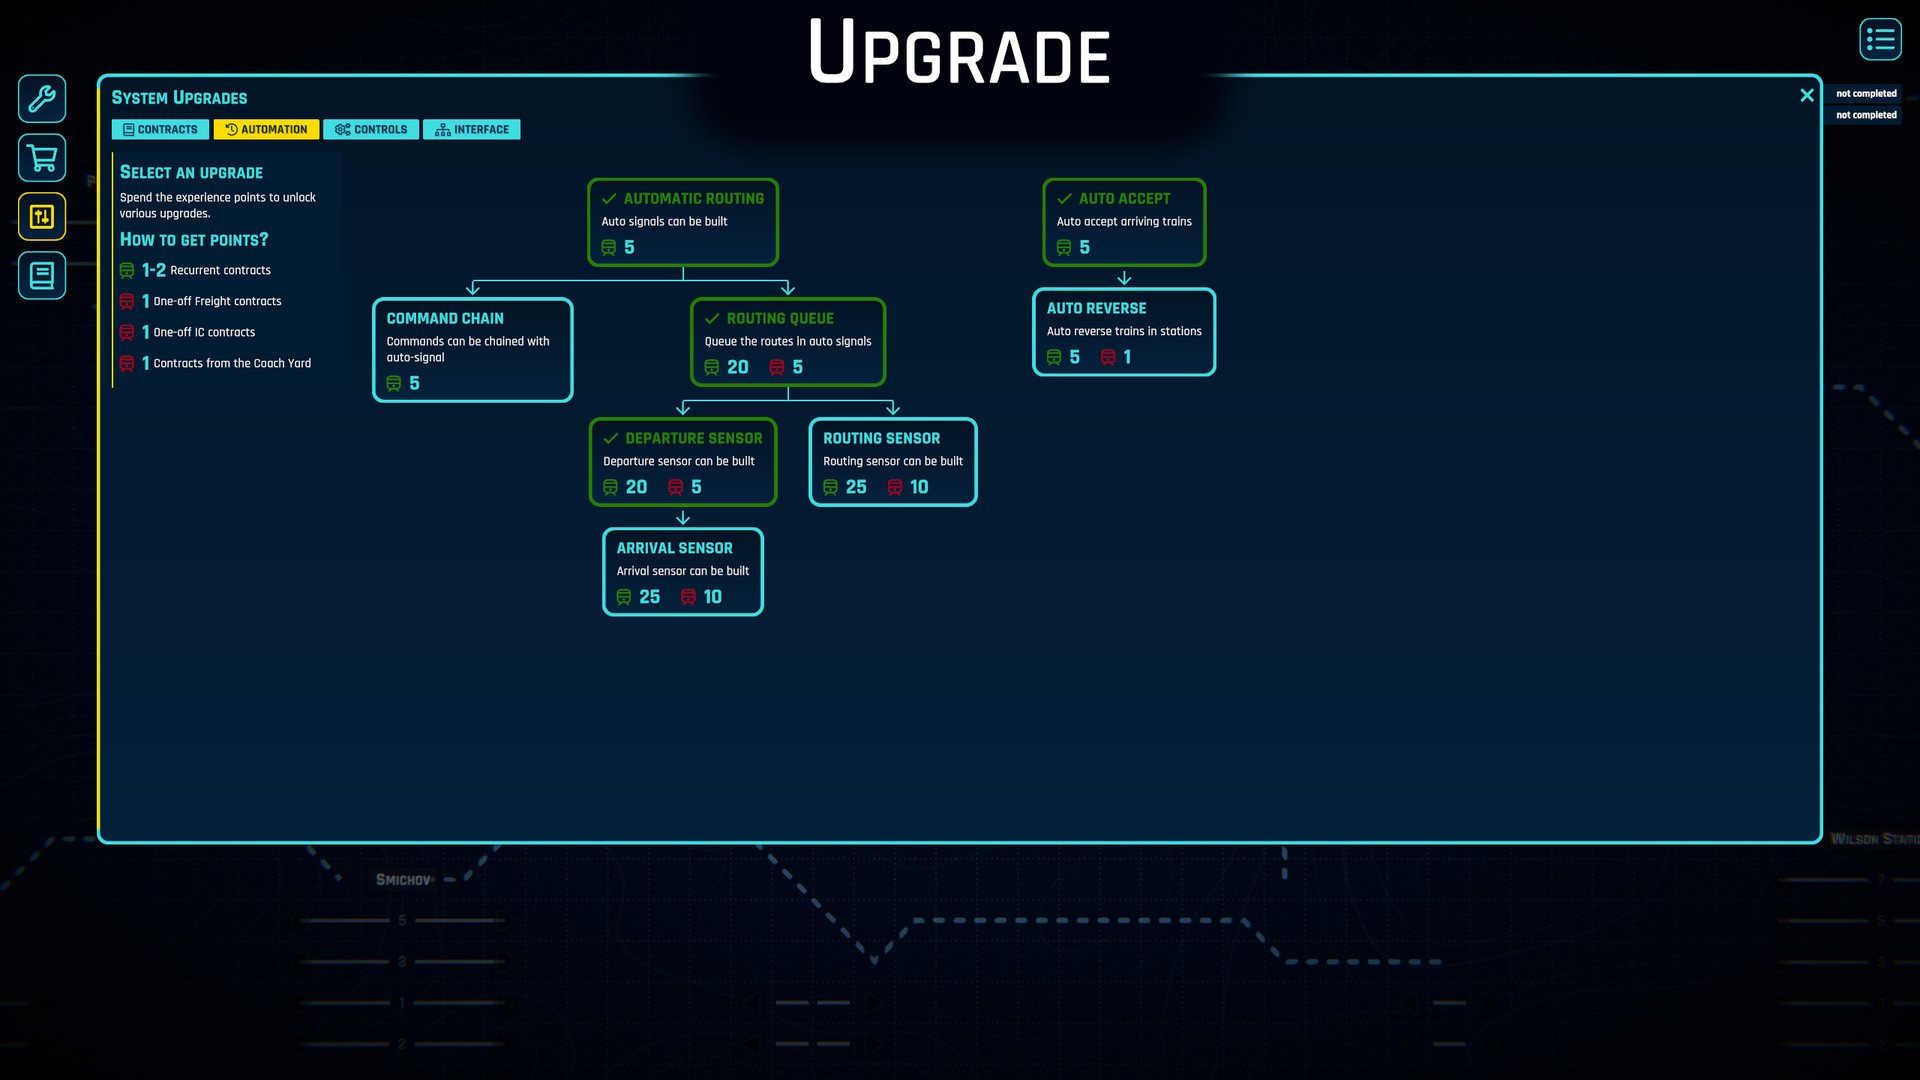 Upgrade
System Upgrades
not completed
not completed
CONTRACTS
AUTOMATION
CONTROLS
INTERFACE
Select an upgrade
Spend the experience points to unlock
various upgrades.
How to get points?
1-2 Recurrent contracts
1 One-off Freight contracts
1 One-off IC contracts
1 Contracts from the Coach Yard
AUTOMATIC ROUTING
Auto signals can be built
5
AUTO ACCEPT
Auto accept arriving trains
5
COMMAND CHAIN
Commands can be chained with
auto-signal
5
ROUTING QUEUE
Queue the routes in auto signals
20 5
AUTO REVERSE
Auto reverse trains in stations
5 1
DEPARTURE SENSOR
Departure sensor can be built
20 5
ROUTING SENSOR
Routing sensor can be built
25 10
ARRIVAL SENSOR
Arrival sensor can be built
25 10
Smichov
5
3
1
2